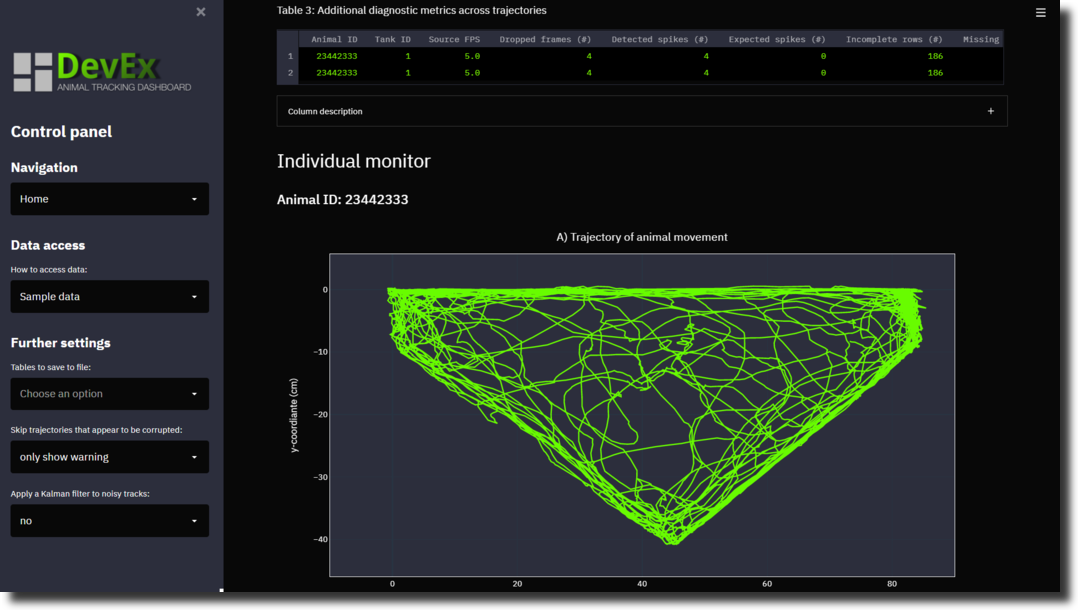 DevEx
ANIMAL TRACKING DASHBOARD
Control panel
Navigation
Home
Data access
How to access data:
Sample data
Further settings
Tables to save to file:
Choose an option
Skip trajectories that appear to be corrupted:
only show warning
Apply a Kalman filter to noisy tracks:
no
Table 3: Additional diagnostic metrics across trajectories
Animal ID Tank ID Source FPS Dropped frames (#) Detected spikes (#) Expected spikes (#) Incomplete rows (#) Missing
1 23442333 1 5.0 4 4 0 186
2 23442333 1 5.0 4 4 0 186
Column description +
Individual monitor
Animal ID: 23442333
A) Trajectory of animal movement
y-coordiante (cm)
0
−10
−20
−30
−40
0 20 40 60 80